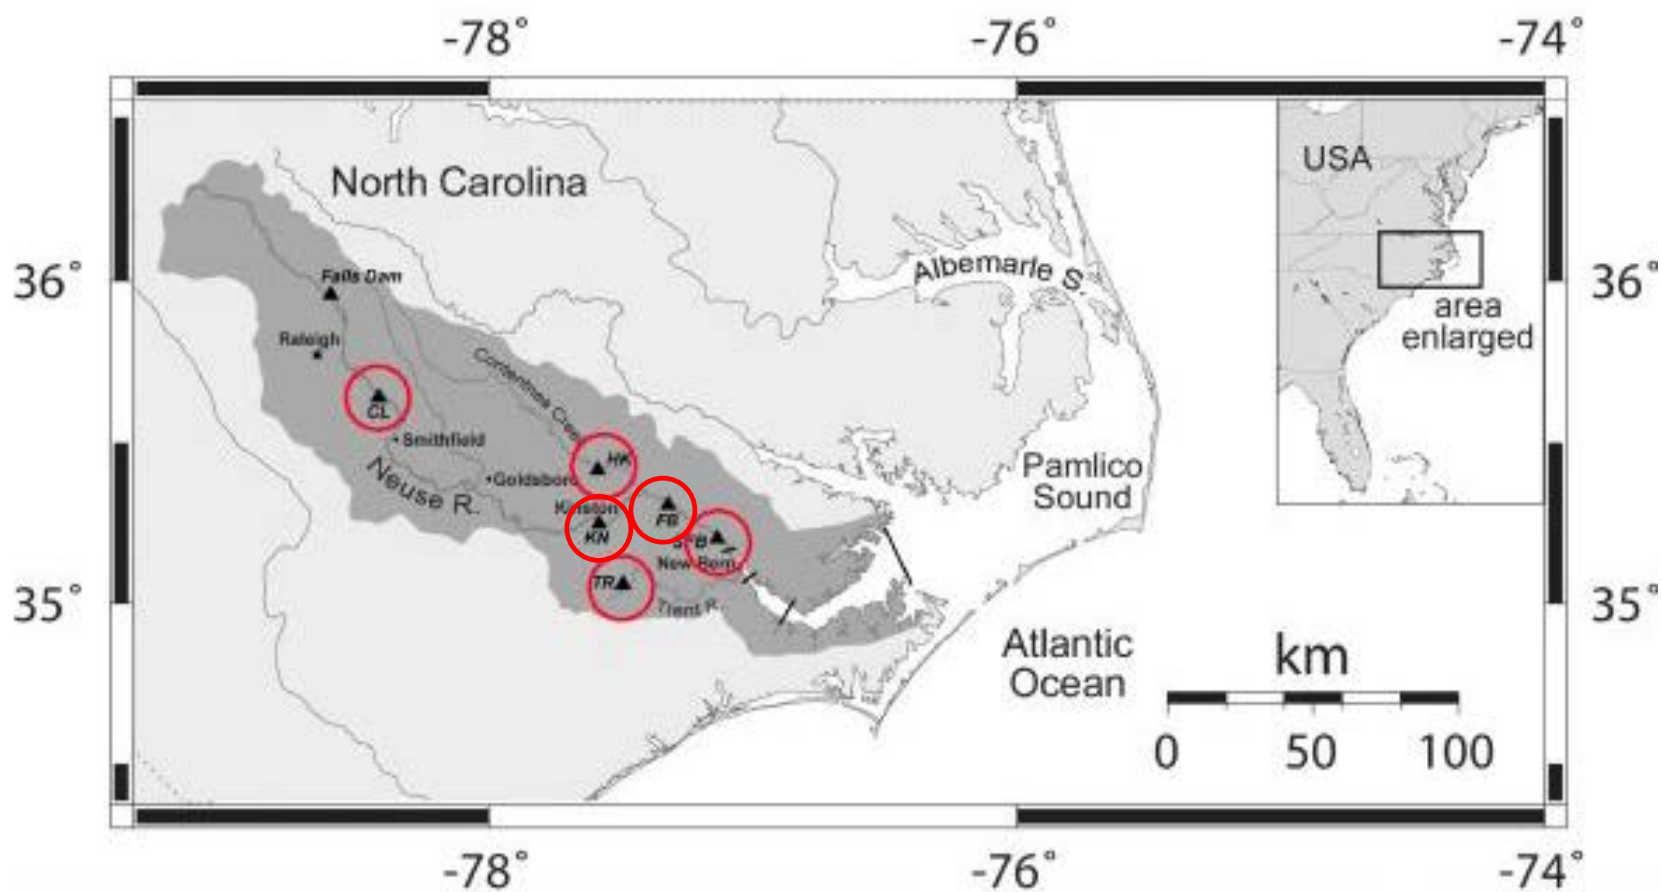 -78°
-76°
-74°
North Carolina
USA
36°
Falls Dam
Albemarle S.
36°
area
enlarged
Raleigh
Contentnea Creek
CL
Smithfield
HK
Neuse R.
Goldsboro
Pamlico
Sound
Kinston
FB
KN
New Bern
TR
Trent R.
35°
35°
Atlantic
Ocean
km
0
50
100
-78°
-76°
-74°